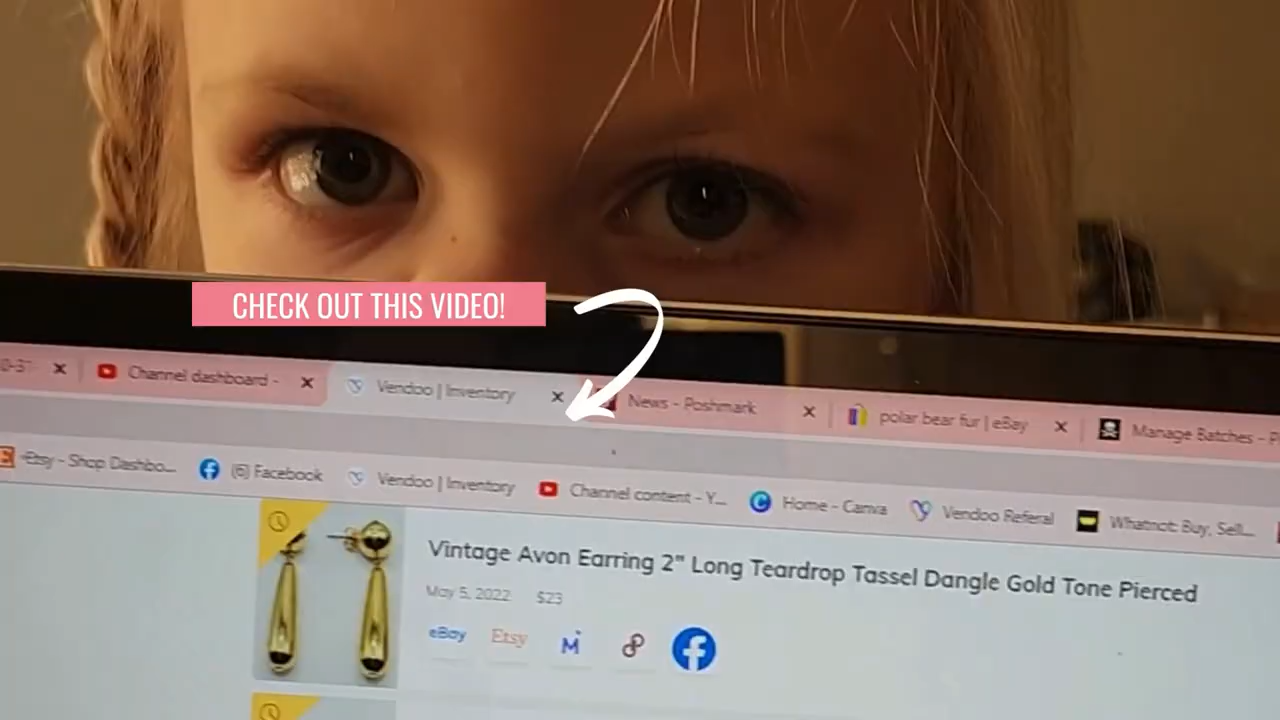 CHECK OUT THIS VIDEO!
Channel dashboard -
Vendoo | Inventory
News - Poshmark
polar bear fur | eBay
Manage Batches - P
Etsy - Shop Dashbo...
(6) Facebook
Vendoo | Inventory
Channel content - Y...
Home - Canva
Vendoo Referal
Whatnot: Buy, Sell...
Vintage Avon Earring 2" Long Teardrop Tassel Dangle Gold Tone Pierced
May 5, 2022 $23
eBay Etsy